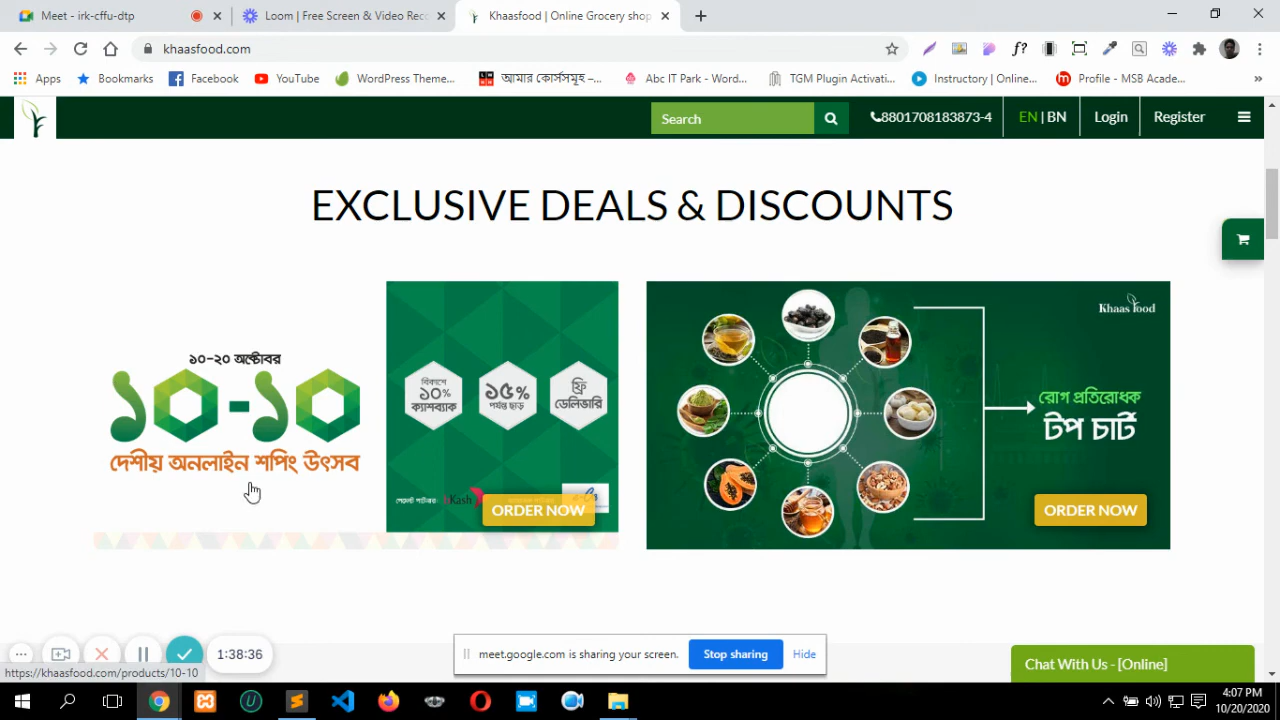 Meet - irk-cffu-dtp
Loom | Free Screen & Video Reco
Khaasfood | Online Grocery shop
khaasfood.com
Apps
Bookmarks
Facebook
YouTube
WordPress Theme...
আমার কোর্সসমূহ –...
Abc IT Park - Word...
TGM Plugin Activati...
Instructory | Online...
Profile - MSB Acade...
Search
8801708183873-4
EN | BN
Login
Register
EXCLUSIVE DEALS & DISCOUNTS
১০-২০ অক্টোবর
১০-১০
দেশীয় অনলাইন শপিং উৎসব
বিকাশে
১০%
ক্যাশব্যাক
১৫%
পর্যন্ত ছাড়
ফ্রি
ডেলিভারি
পেমেন্ট পার্টনার
bKash
ORDER NOW
Khaas food
রোগ প্রতিরোধক
টপ চার্ট
ORDER NOW
1:38:36
meet.google.com is sharing your screen.
Stop sharing
Hide
Chat With Us - [Online]
https://khaasfood.com/products/10-10
4:07 PM
10/20/2020